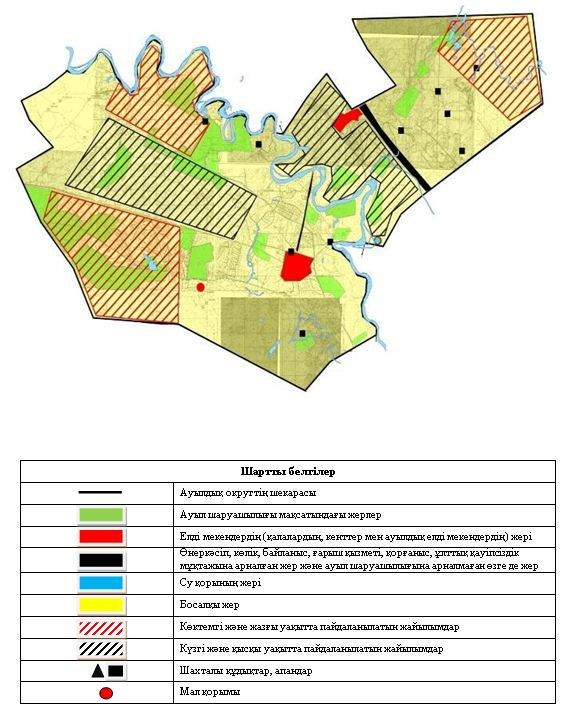 Шартты белгілер
Ауылдық округтің шекарасы
Ауыл шаруашылығы мақсатындағы жерлер
Елді мекендердің (қалалардың, кенттер мен ауылдық елді мекендердің) жері
Өнеркәсіп, көлік, байланыс, ғарыш қызметі, қорғаныс, ұлттық қауіпсіздік
мұқтажына арналған жер және ауыл шаруашылығына арналмаған өзге де жер
Су қорының жері
Босалқы жер
Көктемгі және жазғы уақытта пайдаланылатын жайылымдар
Күзгі және қысқы уақытта пайдаланылатын жайылымдар
Шахталы құдықтар, апандар
Мал қорымы